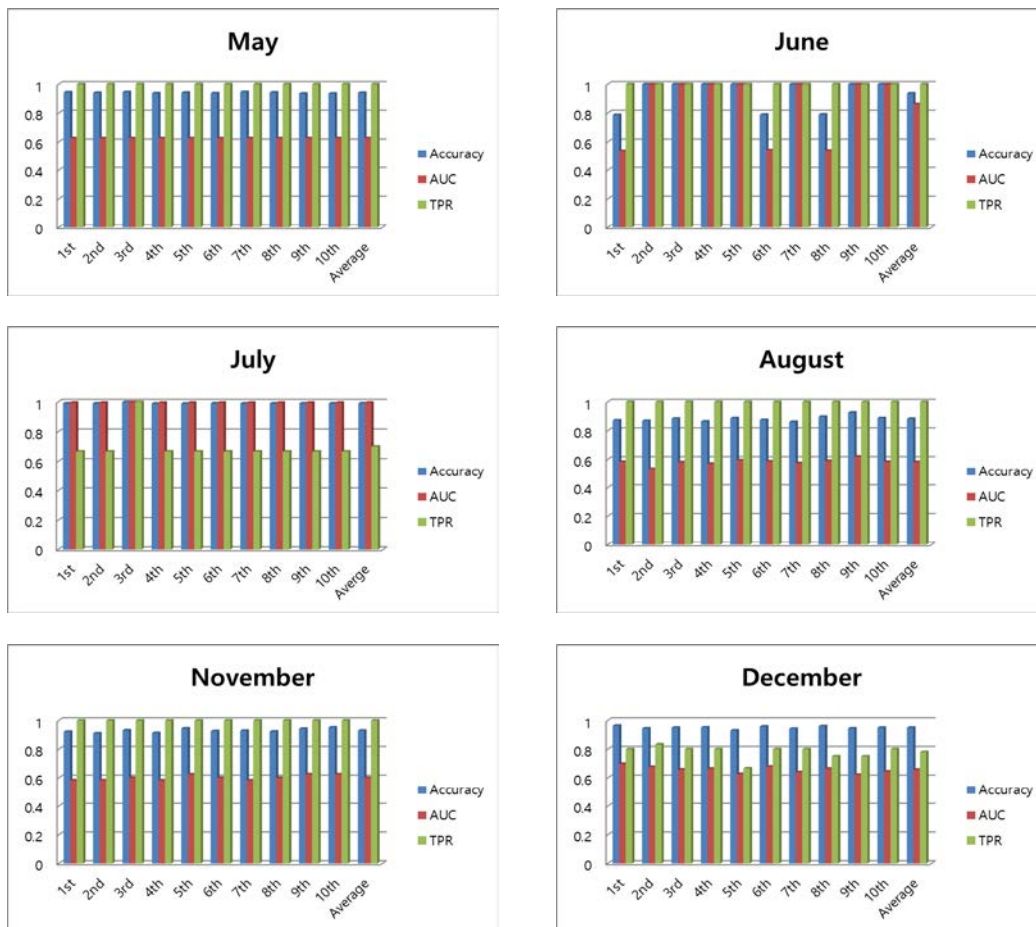 May
1
0.8
0.6
0.4
0.2
0
1st 2nd 3rd 4th 5th 6th 7th 8th 9th 10th Average
Accuracy
AUC
TPR
June
1
0.8
0.6
0.4
0.2
0
1st 2nd 3rd 4th 5th 6th 7th 8th 9th 10th Average
Accuracy
AUC
TPR
July
1
0.8
0.6
0.4
0.2
0
1st 2nd 3rd 4th 5th 6th 7th 8th 9th 10th Averge
Accuracy
AUC
TPR
August
1
0.8
0.6
0.4
0.2
0
1st 2nd 3rd 4th 5th 6th 7th 8th 9th 10th Average
Accuracy
AUC
TPR
November
1
0.8
0.6
0.4
0.2
0
1st 2nd 3rd 4th 5th 6th 7th 8th 9th 10th Average
Accuracy
AUC
TPR
December
1
0.8
0.6
0.4
0.2
0
1st 2nd 3rd 4th 5th 6th 7th 8th 9th 10th Average
Accuracy
AUC
TPR